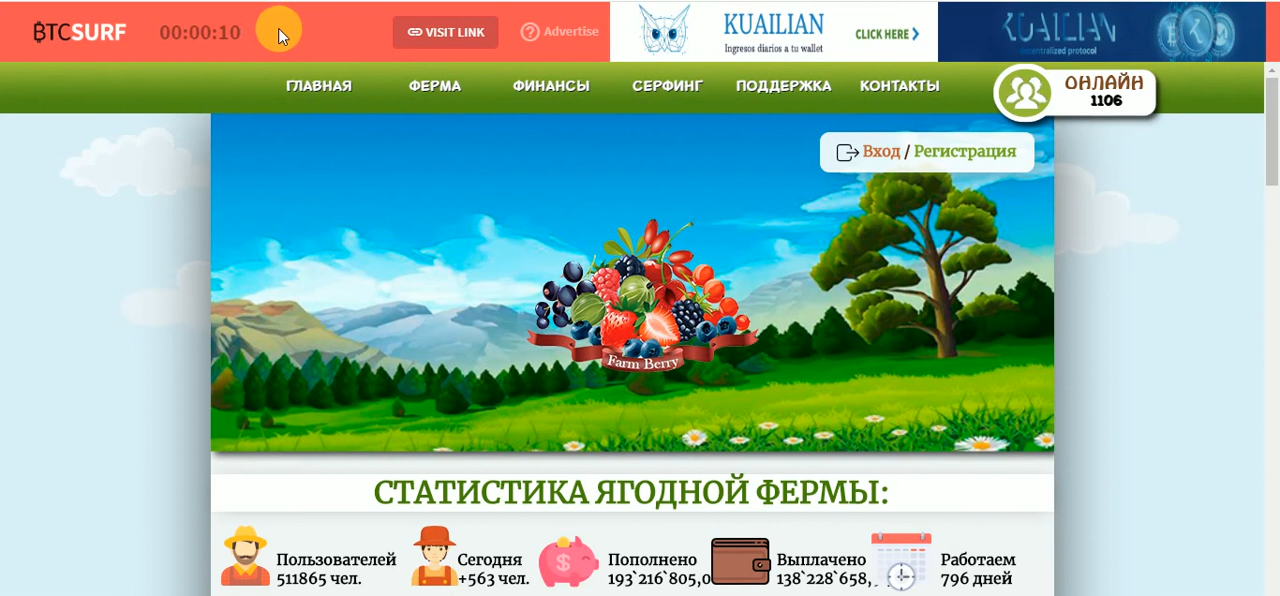 BTCSURF
00:00:10
VISIT LINK
Advertise
KUAILIAN
Ingresos diarios a tu wallet
CLICK HERE
KUAILIAN
decentralized protocol
ГЛАВНАЯ
ФЕРМА
ФИНАНСЫ
СЕРФИНГ
ПОДДЕРЖКА
КОНТАКТЫ
ОНЛАЙН
1106
Вход / Регистрация
Farm Berry
СТАТИСТИКА ЯГОДНОЙ ФЕРМЫ:
Пользователей
511865 чел.
Сегодня
+563 чел.
Пополнено
193`216`805,0
Выплачено
138`228`658,
Работаем
796 дней